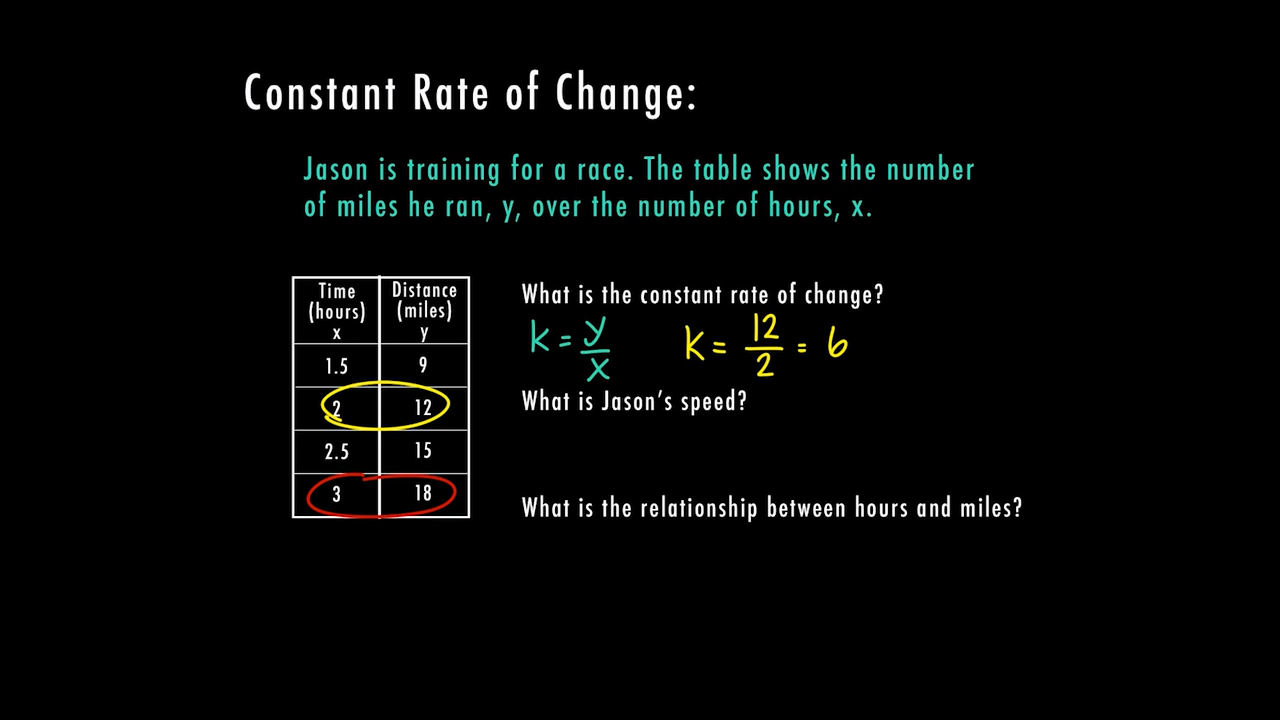 Constant Rate of Change:
Jason is training for a race. The table shows the number
of miles he ran, y, over the number of hours, x.
Time (hours) x	Distance (miles) y
1.5	9
2	12
2.5	15
3	18
What is the constant rate of change?
k = y/x	k = 12/2 = 6
What is Jason's speed?
What is the relationship between hours and miles?